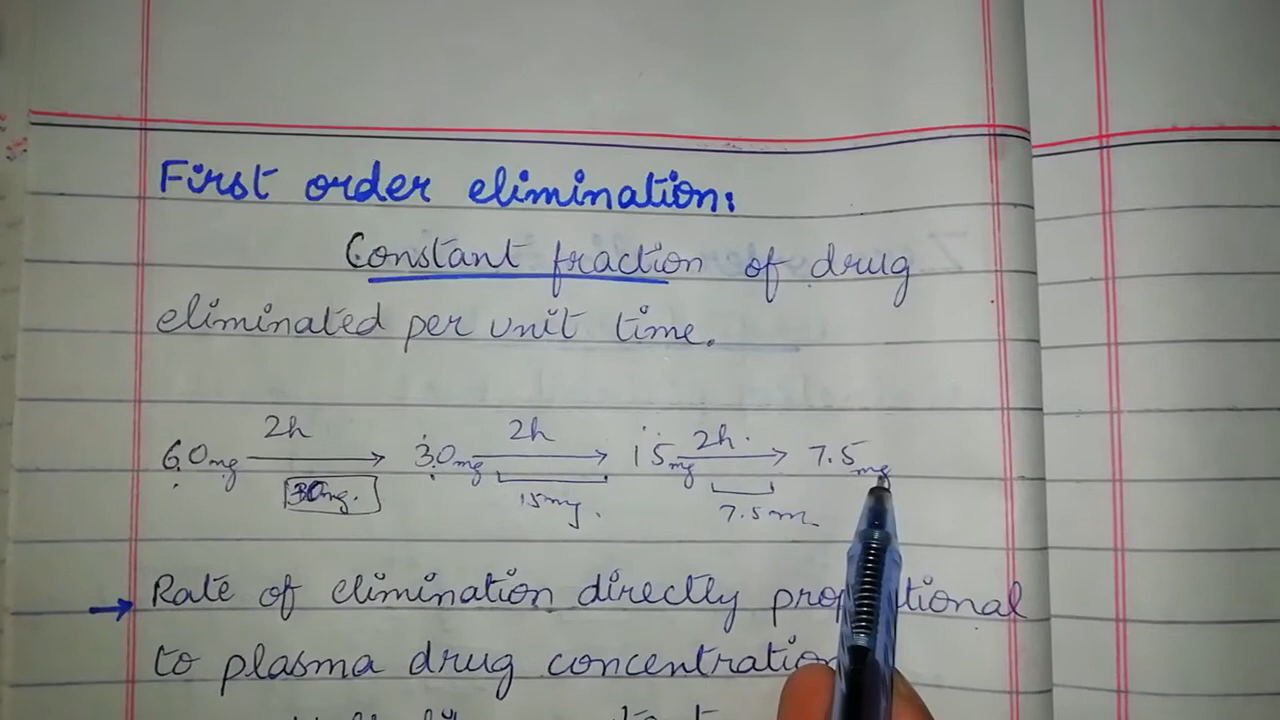 First order elimination:
Constant fraction of drug
eliminated per unit time.
2h 2h 2h.
60mg 30mg 15mg 7.5mg
30mg. 15mg. 7.5m
→ Rate of elimination directly
to plasma drug concentration